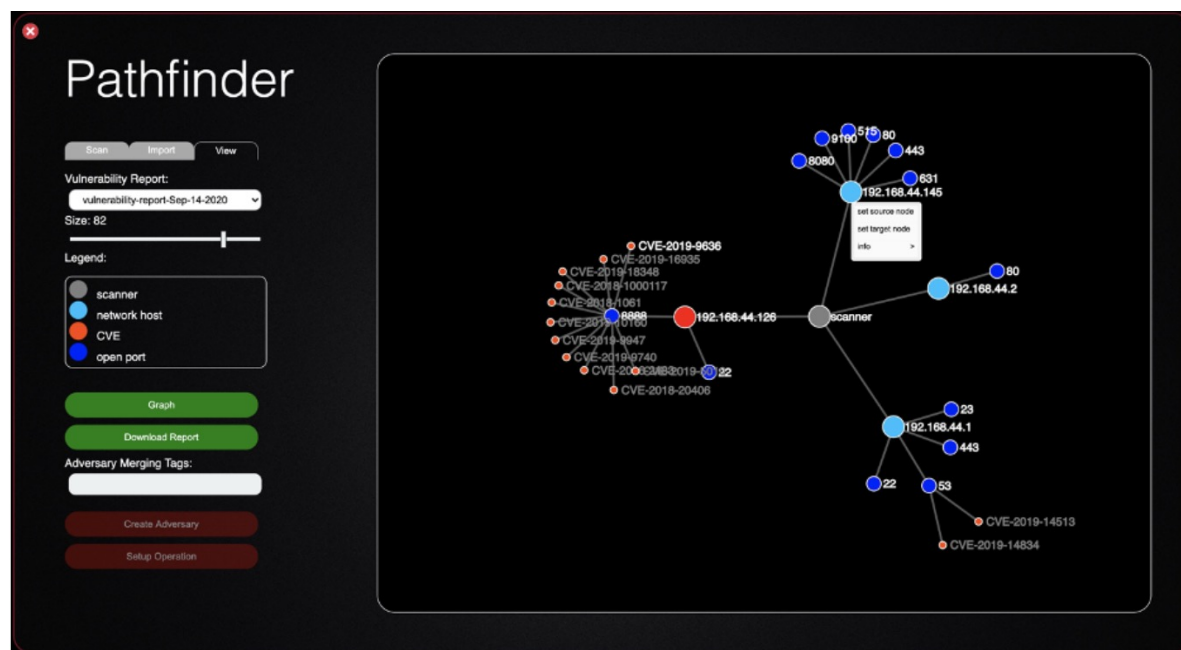 Pathfinder
Scan
Import
View
Vulnerability Report:
vulnerability-report-Sep-14-2020
Size: 82
Legend:
scanner
network host
CVE
open port
Graph
Download Report
Adversary Merging Tags:
Create Adversary
Setup Operation
515
9100
80
443
8080
631
192.168.44.145
set source node
set target node
info >
80
192.168.44.2
CVE-2019-9636
CVE-2019-16935
CVE-2019-18348
CVE-2018-1000117
CVE-2018-1061
8888
192.168.44.126
scanner
CVE-2019-10160
CVE-2019-9947
CVE-2019-9740
22
CVE-2018-20406
23
192.168.44.1
443
22
53
CVE-2019-14513
CVE-2019-14834